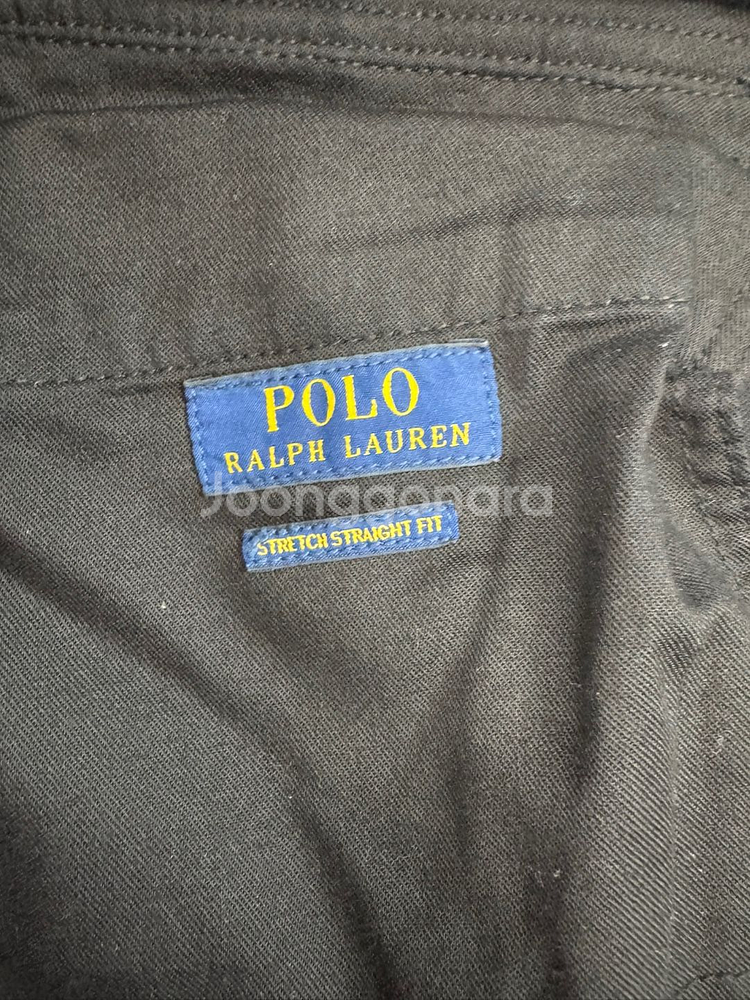 POLO
RALPH LAUREN
Joonggonara
STRETCH STRAIGHT FIT